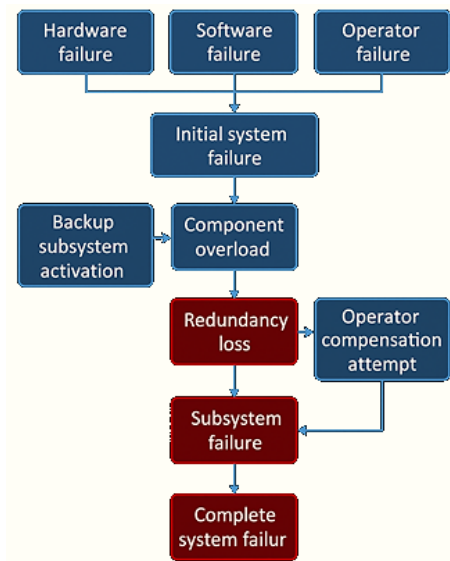 Hardware
failure
Software
failure
Operator
failure
Initial system
failure
Backup
subsystem
activation
Component
overload
Redundancy
loss
Operator
compensation
attempt
Subsystem
failure
Complete
system failur